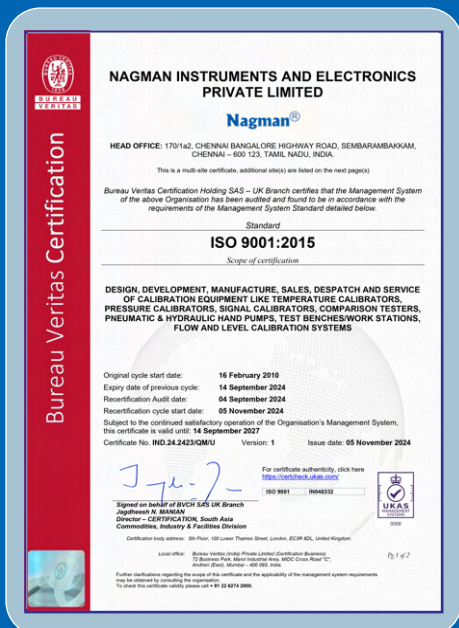 BUREAU
VERITAS
Bureau Veritas Certification
NAGMAN INSTRUMENTS AND ELECTRONICS
PRIVATE LIMITED
Nagman®
HEAD OFFICE: 170/1a2, CHENNAI BANGALORE HIGHWAY ROAD, SEMBARAMBAKKAM,
CHENNAI – 600 123, TAMIL NADU, INDIA.
This is a multi-site certificate, additional site(s) are listed on the next page(s)
Bureau Veritas Certification Holding SAS – UK Branch certifies that the Management System
of the above Organisation has been audited and found to be in accordance with the
requirements of the Management System Standard detailed below.
Standard
ISO 9001:2015
Scope of certification
DESIGN, DEVELOPMENT, MANUFACTURE, SALES, DESPATCH AND SERVICE
OF CALIBRATION EQUIPMENT LIKE TEMPERATURE CALIBRATORS,
PRESSURE CALIBRATORS, SIGNAL CALIBRATORS, COMPARISON TESTERS,
PNEUMATIC & HYDRAULIC HAND PUMPS, TEST BENCHES/WORK STATIONS,
FLOW AND LEVEL CALIBRATION SYSTEMS
Original cycle start date: 16 February 2010
Expiry date of previous cycle: 14 September 2024
Recertification Audit date: 04 September 2024
Recertification cycle start date: 05 November 2024
Subject to the continued satisfactory operation of the Organisation's Management System,
this certificate is valid until: 14 September 2027
Certificate No. IND.24.2423/QM/U Version: 1 Issue date: 05 November 2024
For certificate authenticity, click here
https://certcheck.ukas.com/
ISO 9001 IN048332
UKAS
MANAGEMENT
SYSTEMS
0008
Signed on behalf of BVCH SAS UK Branch
Jagdheesh N. MANIAN
Director – CERTIFICATION, South Asia
Commodities, Industry & Facilities Division
Certification body address: 5th Floor, 100 Lower Thames Street, London, EC3R 6DL, United Kingdom.
Local office: Bureau Veritas (India) Private Limited (Certification Business)
72 Business Park, Marol Industrial Area, MIDC Cross Road "C",
Andheri (East), Mumbai – 400 093, India.
Pg 1 of 2
Further clarifications regarding the scope of this certificate and the applicability of the management system requirements
may be obtained by consulting the organisation.
To check this certificate validity please call + 91 22 6274 2000.